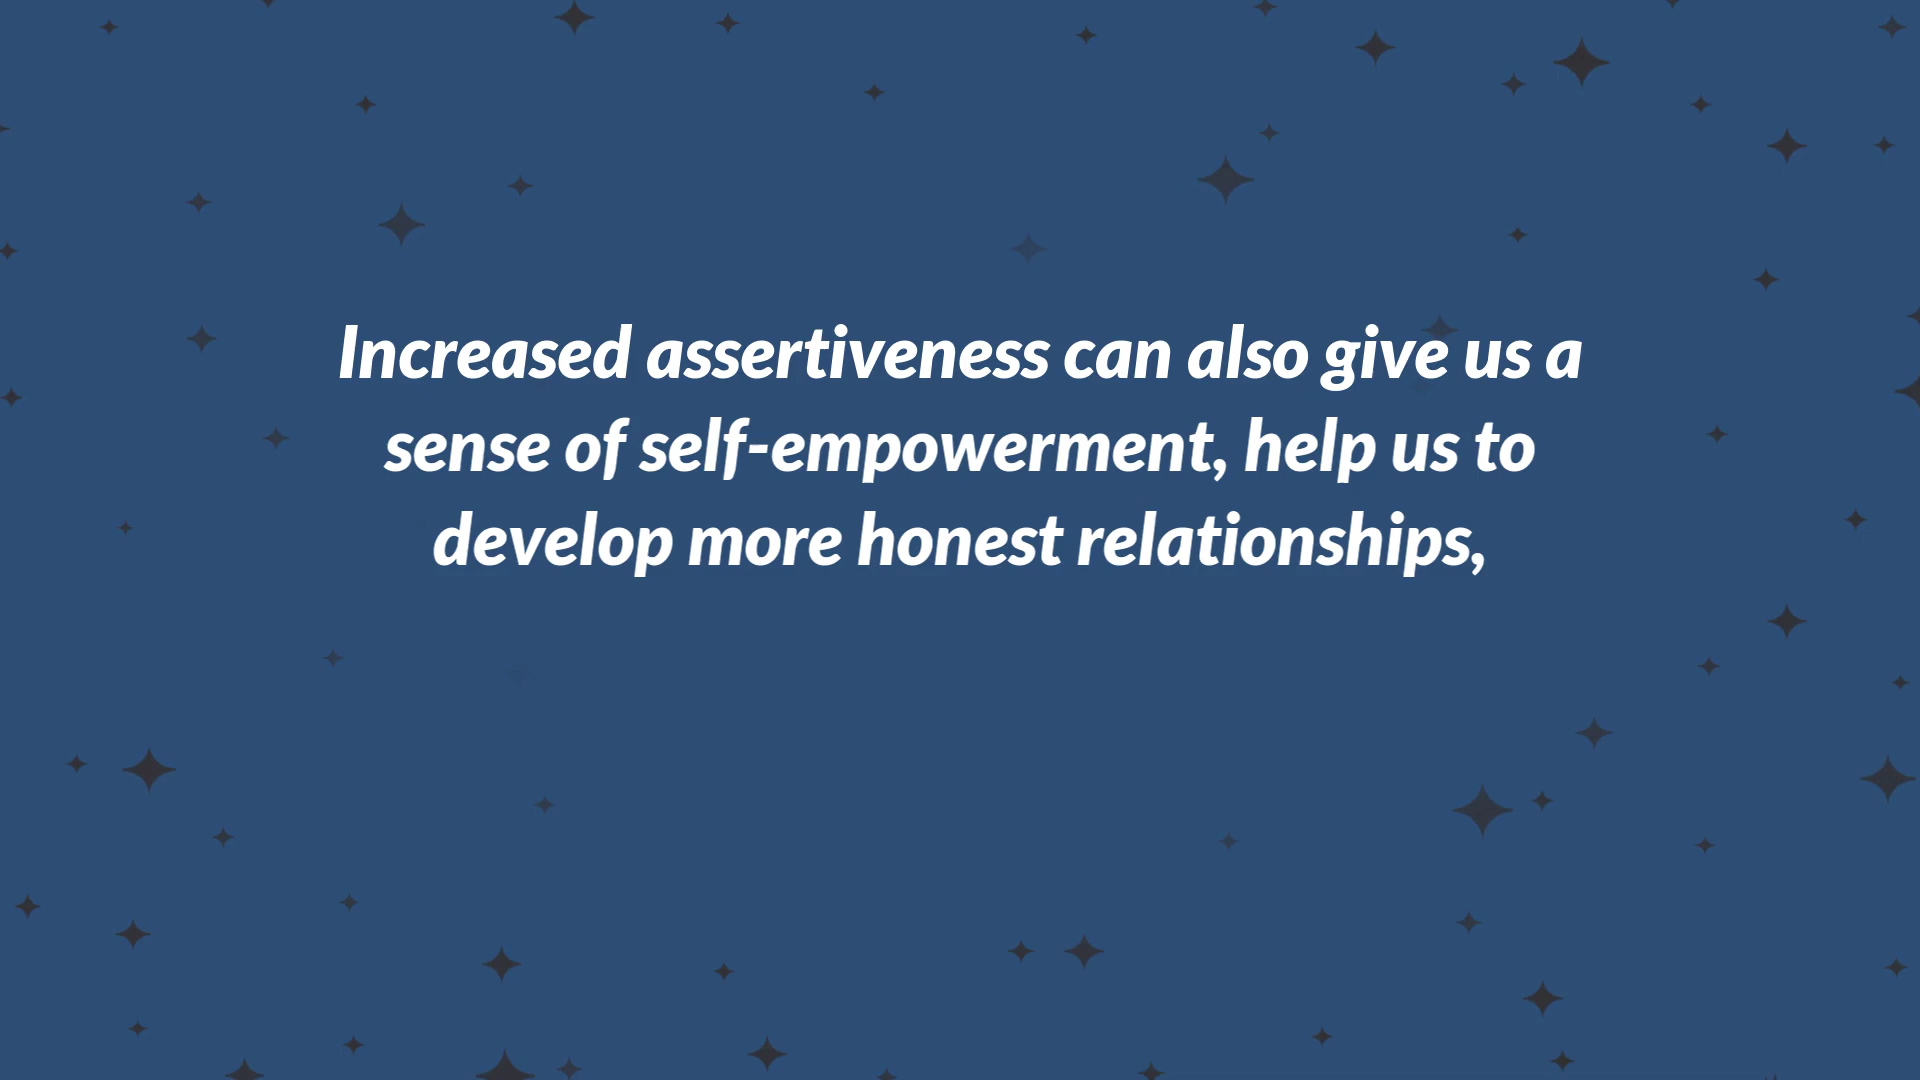 Increased assertiveness can also give us a
sense of self-empowerment, help us to
develop more honest relationships,